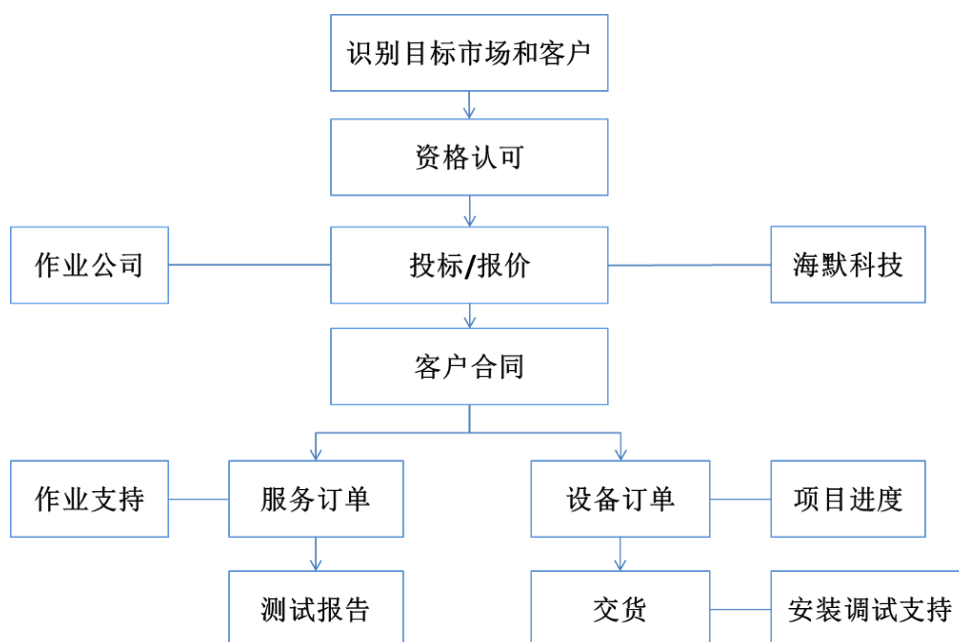 识别目标市场和客户
资格认可
作业公司
投标/报价
海默科技
客户合同
作业支持
服务订单
设备订单
项目进度
测试报告
交货
安装调试支持